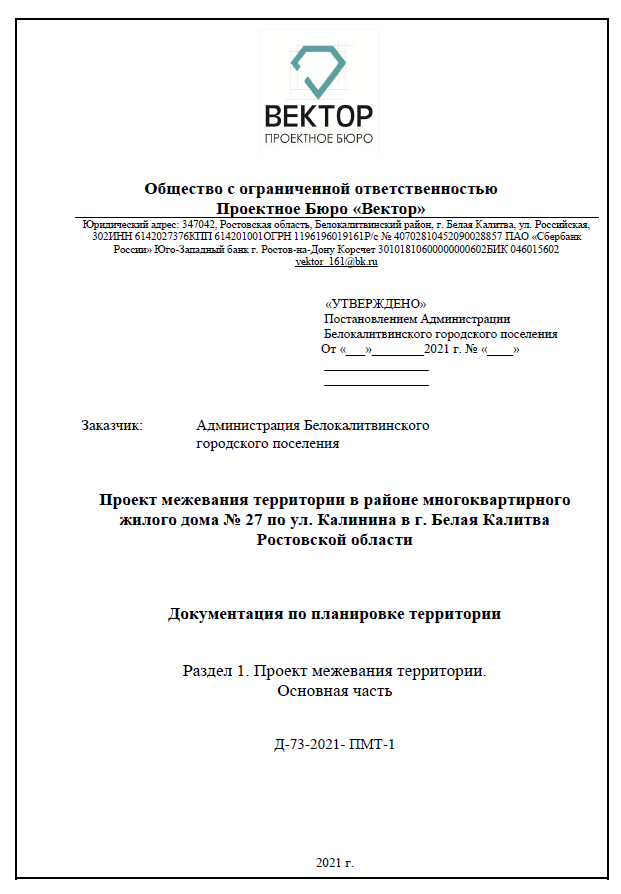 ВЕКТОР
ПРОЕКТНОЕ БЮРО
Общество с ограниченной ответственностью
Проектное Бюро «Вектор»
Юридический адрес: 347042, Ростовская область, Белокалитвинский район, г. Белая Калитва, ул. Российская,
302ИНН 6142027376КПП 614201001ОГРН 1196196019161Р/с № 40702810452090028857 ПАО «Сбербанк
России» Юго-Западный банк г. Ростов-на-Дону Корсчет 30101810600000000602БИК 046015602
vektor_161@bk.ru
«УТВЕРЖДЕНО»
Постановлением Администрации
Белокалитвинского городского поселения
От «___»________2021 г. № «____»
________________
________________
Заказчик: Администрация Белокалитвинского
городского поселения
Проект межевания территории в районе многоквартирного
жилого дома № 27 по ул. Калинина в г. Белая Калитва
Ростовской области
Документация по планировке территории
Раздел 1. Проект межевания территории.
Основная часть
Д-73-2021- ПМТ-1
2021 г.